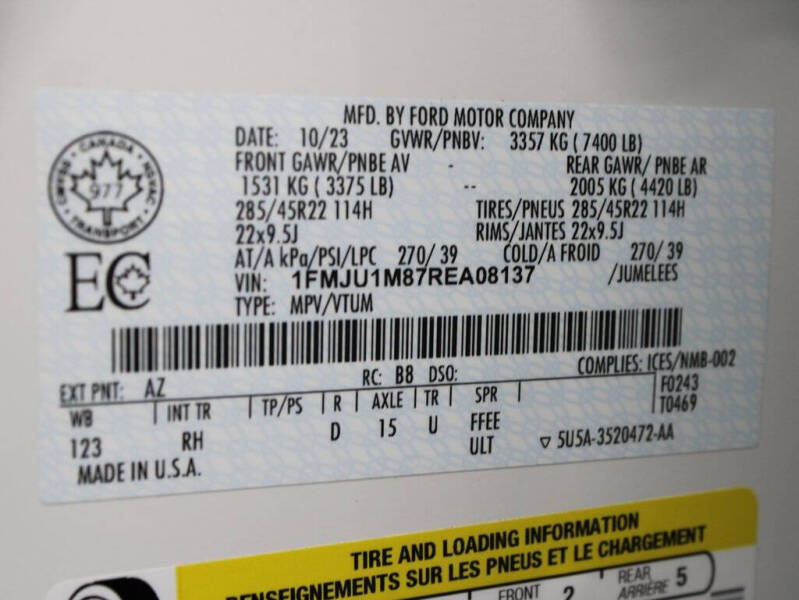 MFD. BY FORD MOTOR COMPANY
DATE: 10/23 GVWR/PNBV: 3357 KG ( 7400 LB)
FRONT GAWR/PNBE AV - REAR GAWR/ PNBE AR
1531 KG ( 3375 LB) -- 2005 KG ( 4420 LB)
285/45R22 114H TIRES/PNEUS 285/45R22 114H
22x9.5J RIMS/JANTES 22x9.5J
AT/A kPa/PSI/LPC 270/ 39 COLD/A FROID 270/ 39
VIN: 1FMJU1M87REA08137 /JUMELEES
TYPE: MPV/VTUM
CANADA
CMVSS NSVAC
977
TRANSPORT
EC
COMPLIES: ICES/NMB-002
EXT PNT: AZ RC: B8 DSO: F0243
WB INT TR TP/PS R AXLE TR SPR T0469
123 RH D 15 U FFEE
ULT ▽ 5U5A-3520472-AA
MADE IN U.S.A.
TIRE AND LOADING INFORMATION
RENSEIGNEMENTS SUR LES PNEUS ET LE CHARGEMENT
FRONT 2 REAR 5
ARRIÈRE